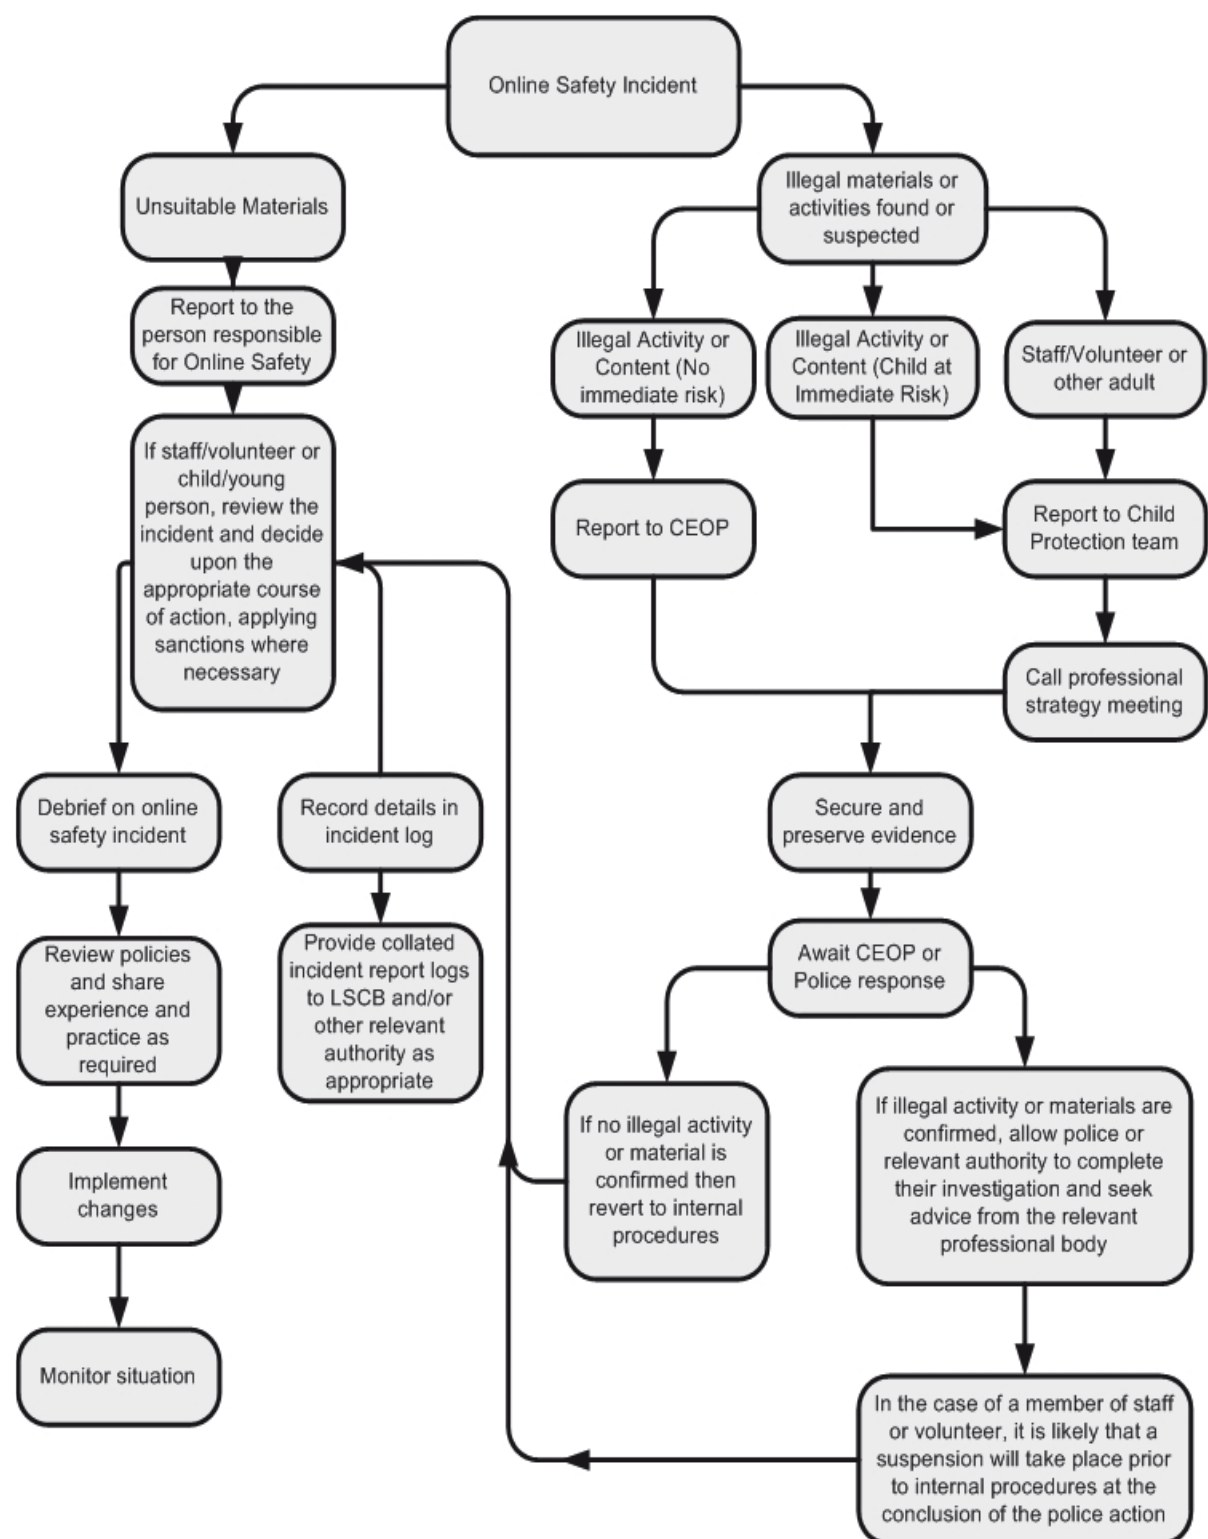 Online Safety Incident
Unsuitable Materials
Illegal materials or
activities found or
suspected
Report to the
person responsible
for Online Safety
Illegal Activity or
Content (No
immediate risk)
Illegal Activity or
Content (Child at
Immediate Risk)
Staff/Volunteer or
other adult
If staff/volunteer or
child/young
person, review the
incident and decide
upon the
appropriate course
of action, applying
sanctions where
necessary
Report to CEOP
Report to Child
Protection team
Call professional
strategy meeting
Debrief on online
safety incident
Record details in
incident log
Secure and
preserve evidence
Review policies
and share
experience and
practice as
required
Provide collated
incident report logs
to LSCB and/or
other relevant
authority as
appropriate
Await CEOP or
Police response
If no illegal activity
or material is
confirmed then
revert to internal
procedures
If illegal activity or materials are
confirmed, allow police or
relevant authority to complete
their investigation and seek
advice from the relevant
professional body
Implement
changes
Monitor situation
In the case of a member of staff
or volunteer, it is likely that a
suspension will take place prior
to internal procedures at the
conclusion of the police action